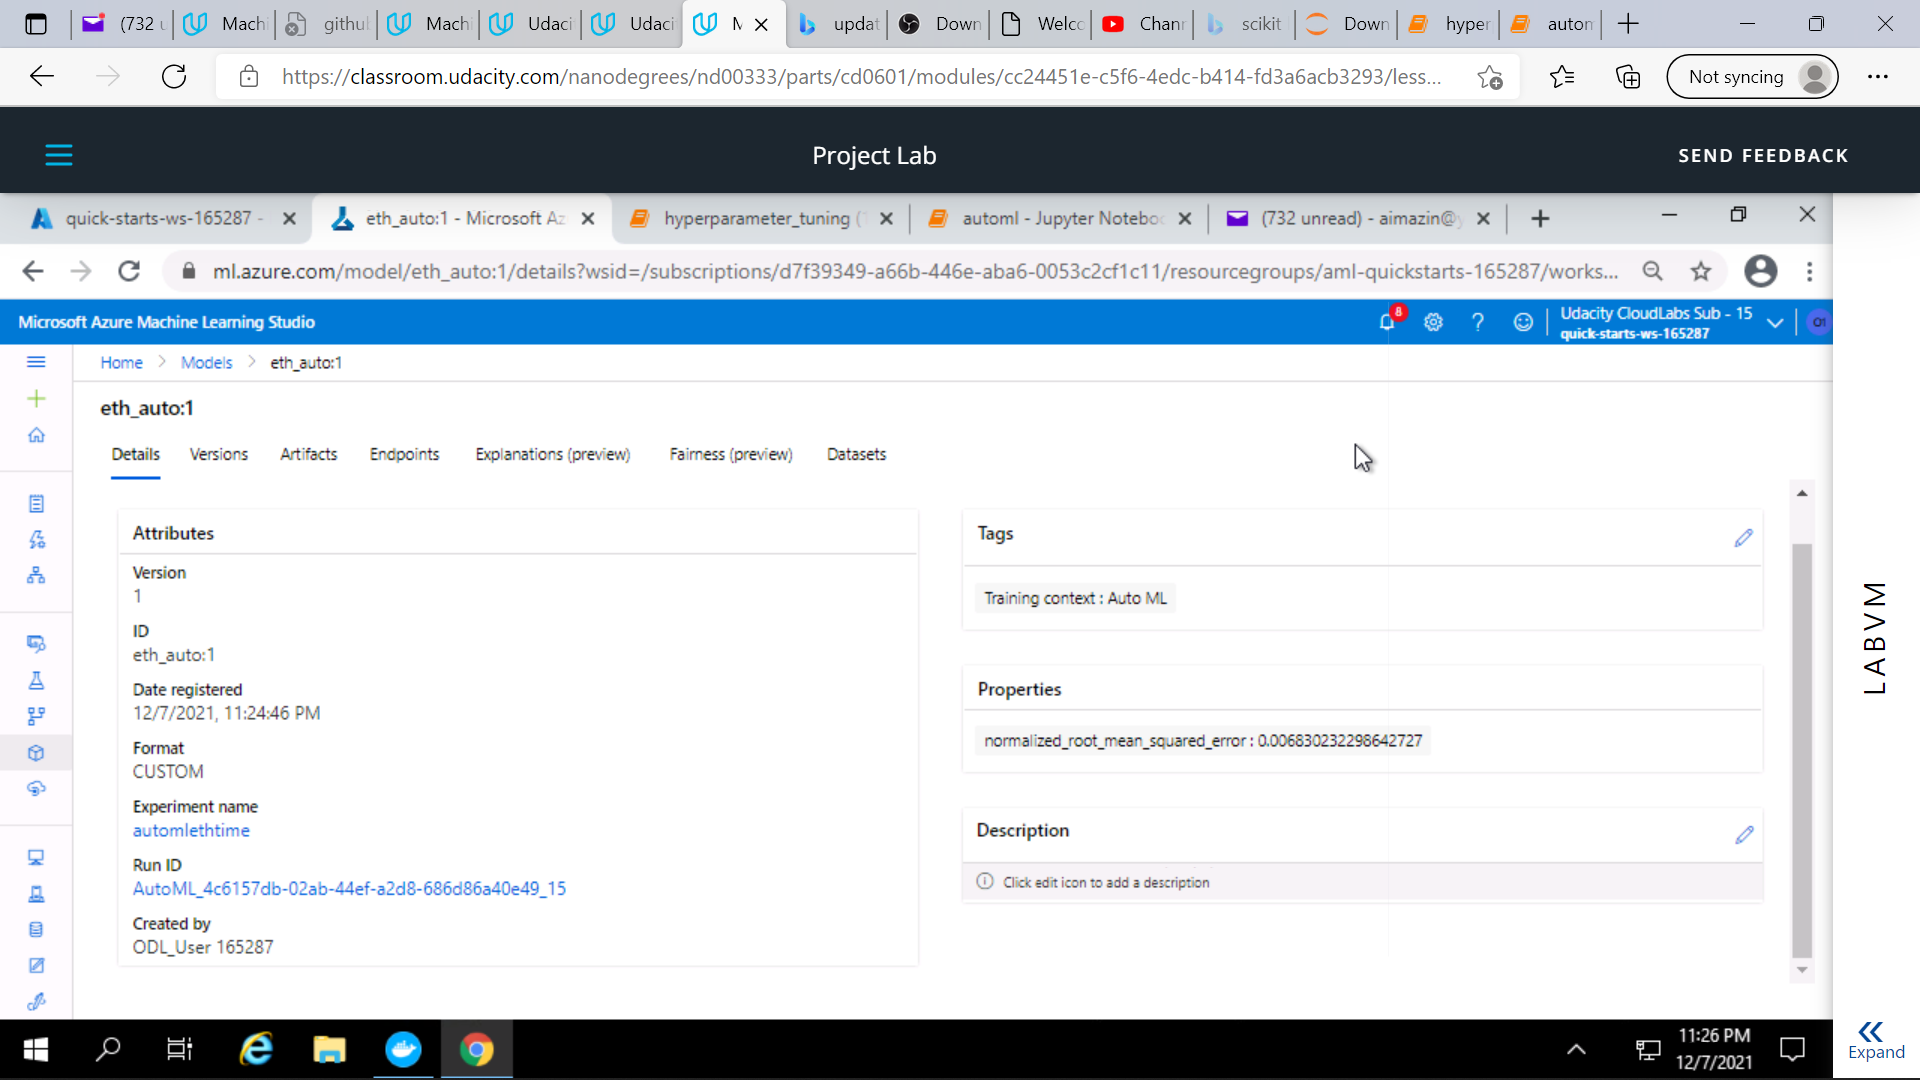 (732 u
Machi
githul
Machi
Udaci
Udaci
M
updat
Down
Welco
Chann
scikit
Down
hyper
autom
https://classroom.udacity.com/nanodegrees/nd00333/parts/cd0601/modules/cc24451e-c5f6-4edc-b414-fd3a6acb3293/less...
Not syncing
Project Lab
SEND FEEDBACK
quick-starts-ws-165287 -
eth_auto:1 - Microsoft Az
hyperparameter_tuning (
automl - Jupyter Noteboo
(732 unread) - aimazin@y
ml.azure.com/model/eth_auto:1/details?wsid=/subscriptions/d7f39349-a66b-446e-aba6-0053c2cf1c11/resourcegroups/aml-quickstarts-165287/works...
Microsoft Azure Machine Learning Studio
8
Udacity CloudLabs Sub - 15
quick-starts-ws-165287
O1
Home > Models > eth_auto:1
eth_auto:1
Details Versions Artifacts Endpoints Explanations (preview) Fairness (preview) Datasets
Attributes
Version
1
ID
eth_auto:1
Date registered
12/7/2021, 11:24:46 PM
Format
CUSTOM
Experiment name
automlethtime
Run ID
AutoML_4c6157db-02ab-44ef-a2d8-686d86a40e49_15
Created by
ODL_User 165287
Tags
Training context : Auto ML
Properties
normalized_root_mean_squared_error : 0.006830232298642727
Description
Click edit icon to add a description
LABVM
Expand
11:26 PM
12/7/2021